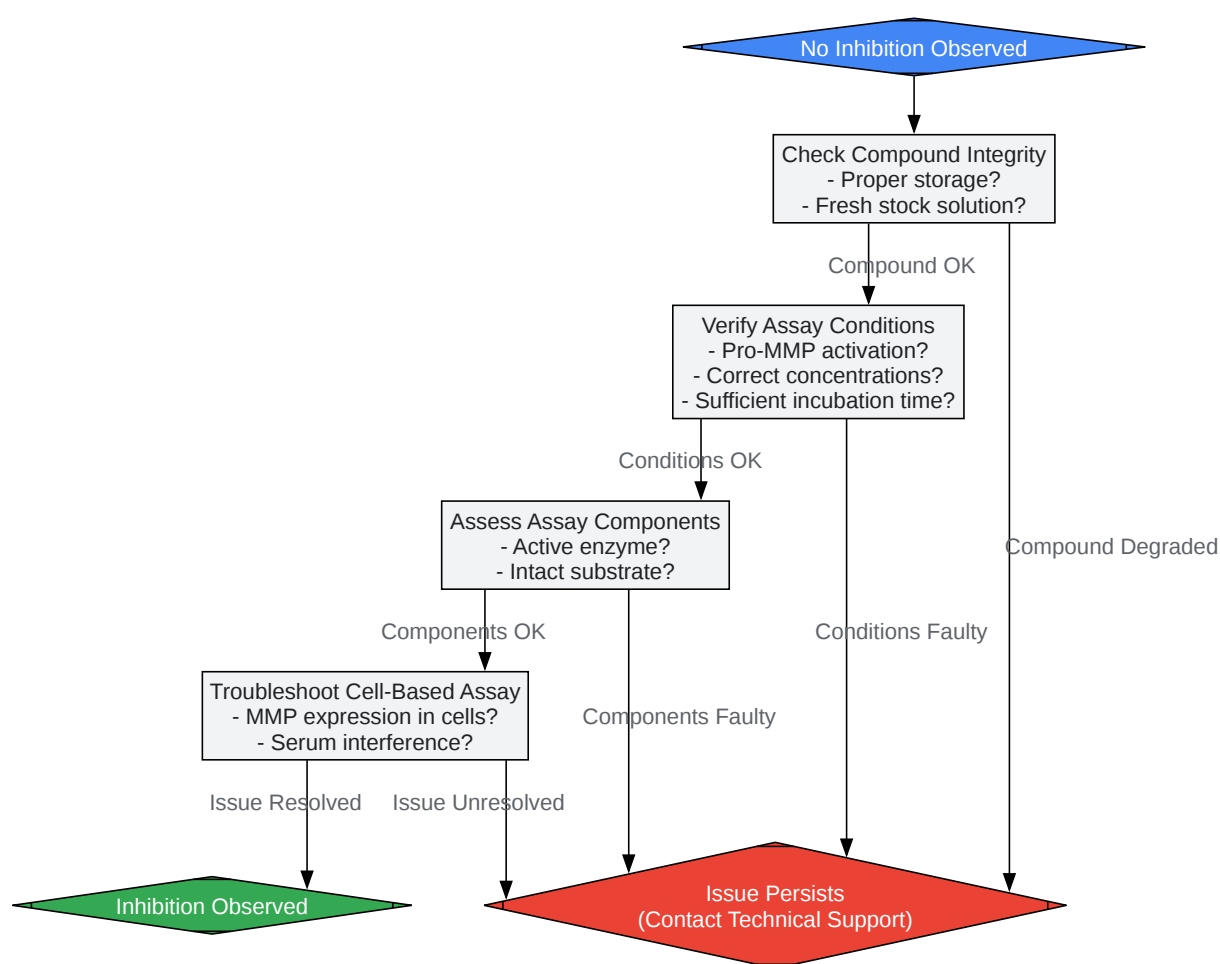 No Inhibition Observed
Check Compound Integrity
- Proper storage?
- Fresh stock solution?
Compound OK
Verify Assay Conditions
- Pro-MMP activation?
- Correct concentrations?
- Sufficient incubation time?
Conditions OK
Assess Assay Components
- Active enzyme?
- Intact substrate?
Compound Degraded
Components OK
Conditions Faulty
Troubleshoot Cell-Based Assay
- MMP expression in cells?
- Serum interference?
Components Faulty
Issue Resolved
Issue Unresolved
Inhibition Observed
Issue Persists
(Contact Technical Support)